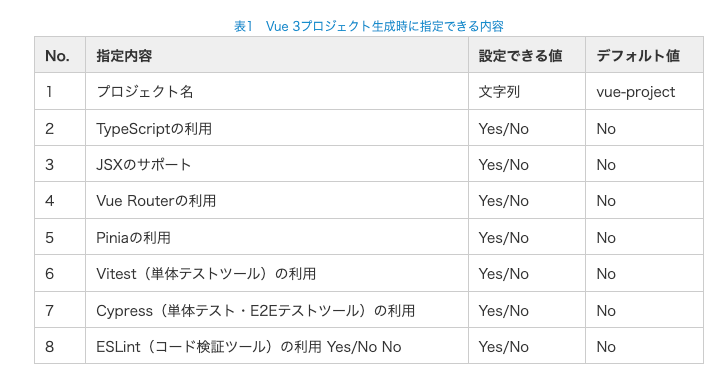 表1　Vue 3プロジェクト生成時に指定できる内容
No. 指定内容 設定できる値 デフォルト値
1 プロジェクト名 文字列 vue-project
2 TypeScriptの利用 Yes/No No
3 JSXのサポート Yes/No No
4 Vue Routerの利用 Yes/No No
5 Piniaの利用 Yes/No No
6 Vitest（単体テストツール）の利用 Yes/No No
7 Cypress（単体テスト・E2Eテストツール）の利用 Yes/No No
8 ESLint（コード検証ツール）の利用 Yes/No No Yes/No No